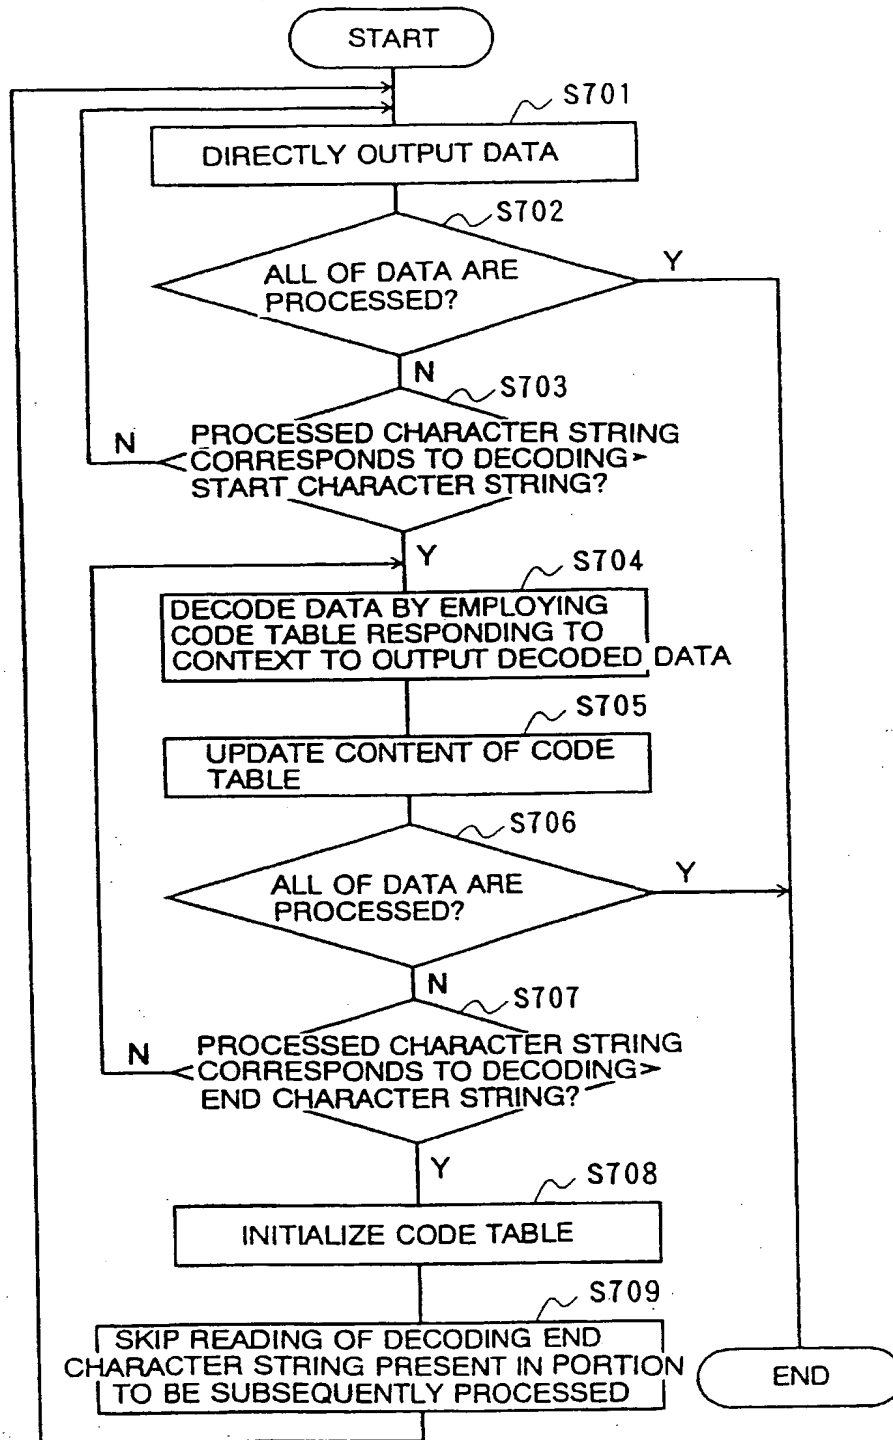 START
S701
DIRECTLY OUTPUT DATA
S702
ALL OF DATA ARE
PROCESSED?
Y
N
S703
PROCESSED CHARACTER STRING
CORRESPONDS TO DECODING
START CHARACTER STRING?
N
Y
S704
DECODE DATA BY EMPLOYING
CODE TABLE RESPONDING TO
CONTEXT TO OUTPUT DECODED DATA
S705
UPDATE CONTENT OF CODE
TABLE
S706
ALL OF DATA ARE
PROCESSED?
Y
N
S707
PROCESSED CHARACTER STRING
CORRESPONDS TO DECODING
END CHARACTER STRING?
N
Y
S708
INITIALIZE CODE TABLE
S709
SKIP READING OF DECODING END
CHARACTER STRING PRESENT IN PORTION
TO BE SUBSEQUENTLY PROCESSED
END